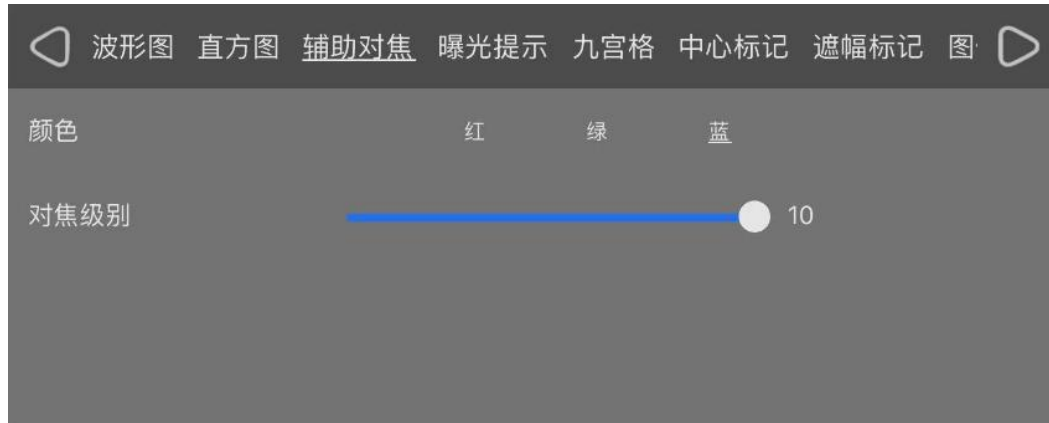 波形图 直方图 辅助对焦 曝光提示 九宫格 中心标记 遮幅标记 图
颜色 红 绿 蓝
对焦级别 10